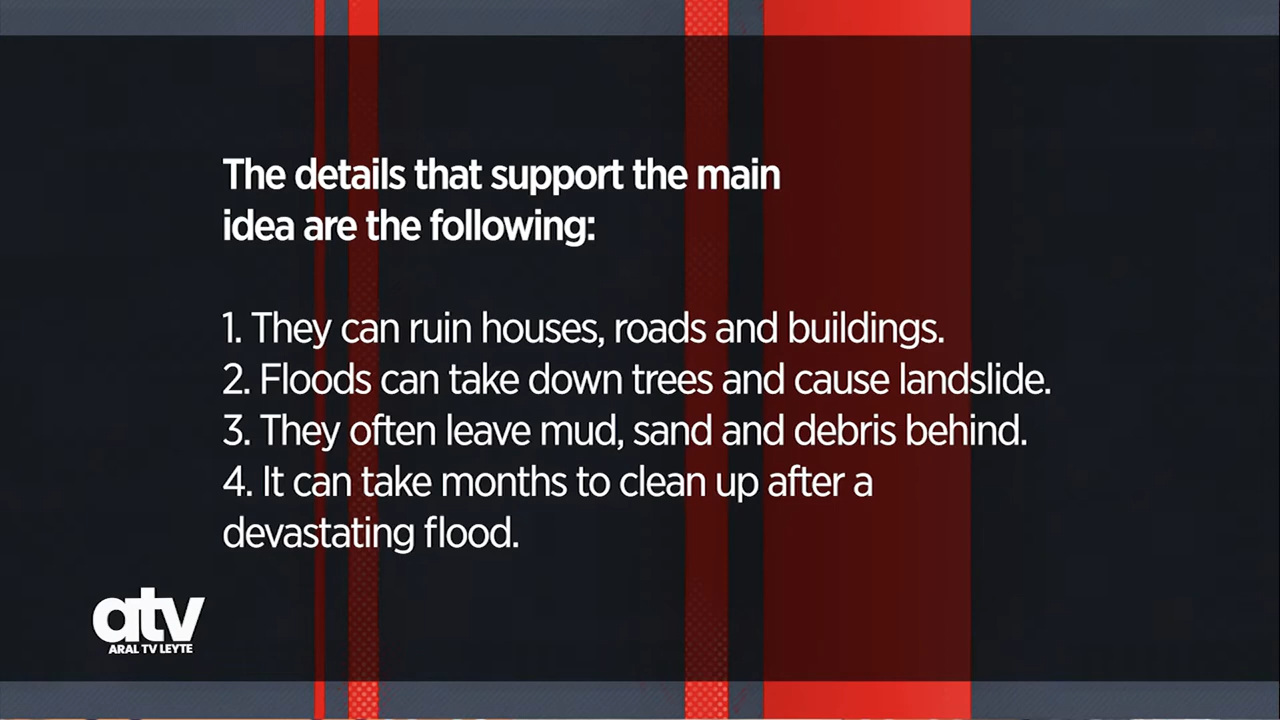 The details that support the main
idea are the following:
1. They can ruin houses, roads and buildings.
2. Floods can take down trees and cause landslide.
3. They often leave mud, sand and debris behind.
4. It can take months to clean up after a
devastating flood.
atv
ARAL TV LEYTE